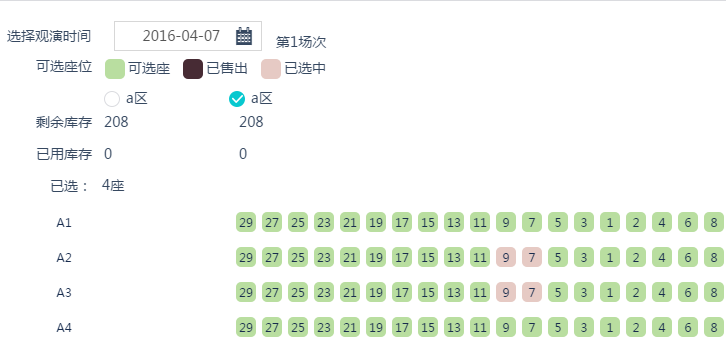 选择观演时间 2016-04-07 第1场次
可选座位 可选座 已售出 已选中
a区 a区
剩余库存 208 208
已用库存 0 0
已选： 4座
A1 29 27 25 23 21 19 17 15 13 11 9 7 5 3 1 2 4 6 8
A2 29 27 25 23 21 19 17 15 13 11 9 7 5 3 1 2 4 6 8
A3 29 27 25 23 21 19 17 15 13 11 9 7 5 3 1 2 4 6 8
A4 29 27 25 23 21 19 17 15 13 11 9 7 5 3 1 2 4 6 8